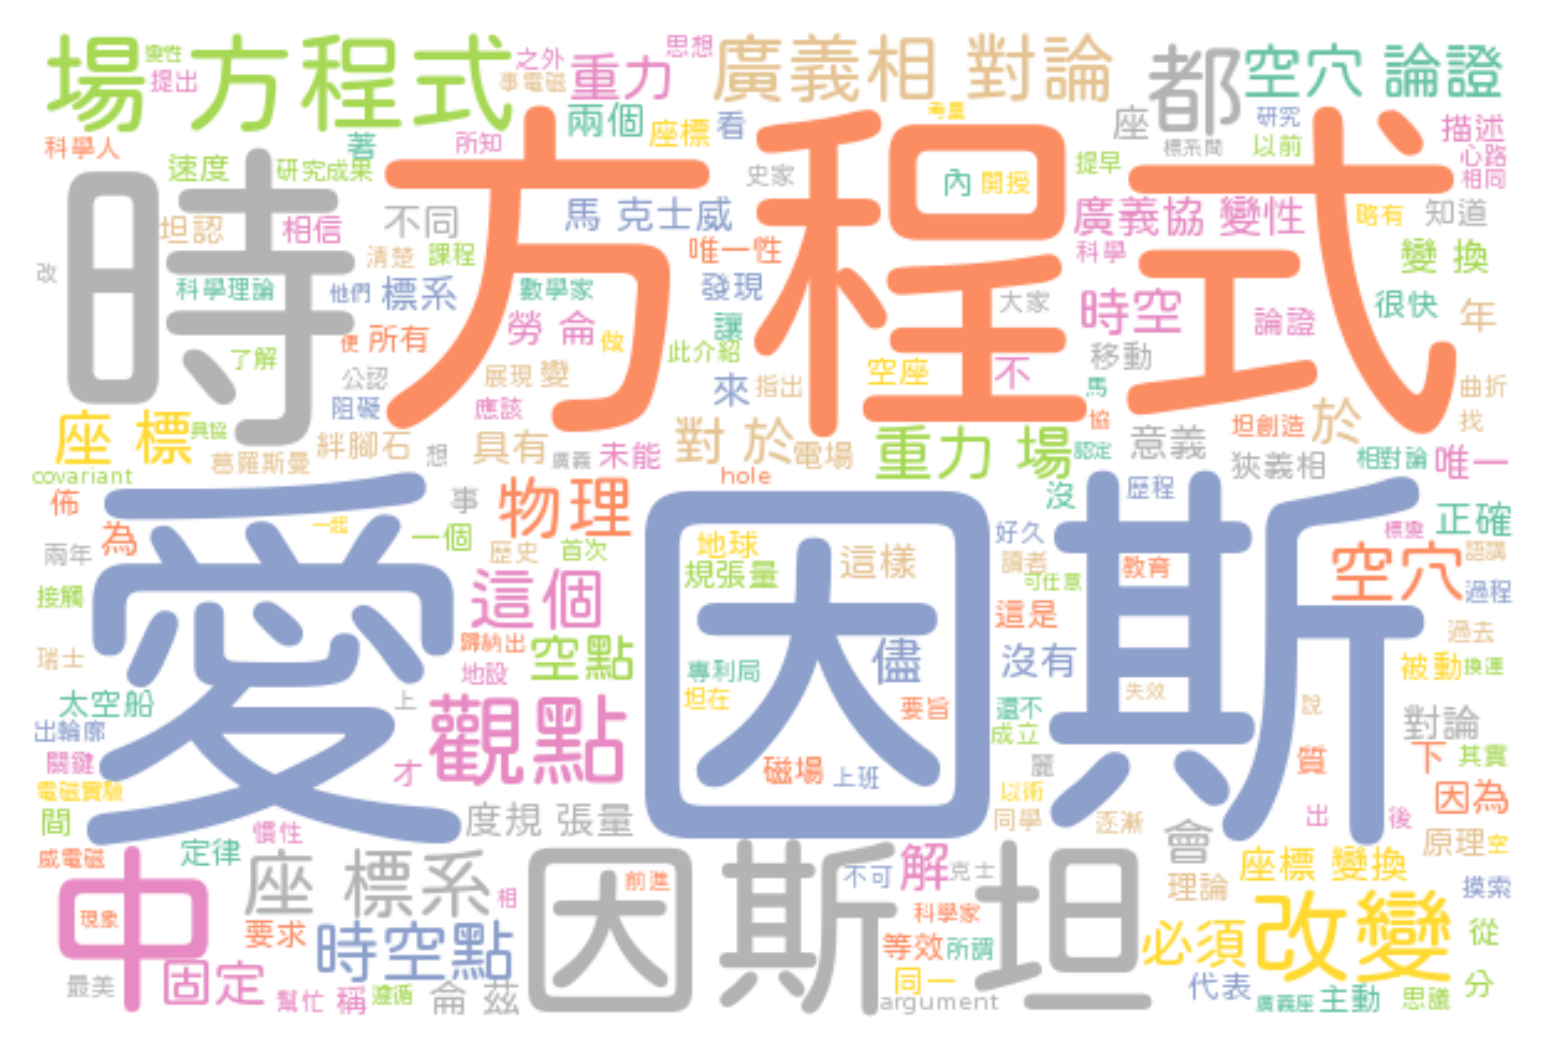 場方程式
變性
提出
之外
事電磁
重力
思想
廣義相 對論
都
空穴 論證
科學人
速度
著
研究成果
所知
兩個
座標
看
考量
座
標系間
研究
以前
描述
心路
相同
提早
時
方程式
史家
內
開授
廣義協 變性
略有
知道
坦認
相信
不同
馬 克士威
唯一性
科學
變 換
改
清楚
課程
科學理論
他們
標系
數學家
發現
大家
時空
論證
很快
年
勞 侖
做
讓
便
所有
了解
此介紹
空座
不
移動
公認
展現
變
來
指出
馬
曲折
阻礙
應該
座 標
具協
協
坦創造
於
找
葛羅斯曼
絆腳石
想
具有
廣義
未能
對 於
電場
重力 場
認定
意義
狹義相
相對論
唯一
covariant
hole
愛因斯
佈
為
一起
事
物理
沒
歷程
正確
兩年
一個
歷史
首次
地球
這樣
好久
讀者
標變
空穴
語講
接觸
這個
規張量
可任意
教育
過程
瑞士
歸納出
空點
這是
過去
地設
專利局
儘
沒有
被動
換運
太空船
上
觀點
坦在
要旨
還不
失效
說
出輪廓
成立
對論
關鍵
才
磁場
上班
麗
質
下
其實
電磁實驗
以術
因為
間
慣性
度規 張量
同學
逐漸
出
後
威電磁
定律
會
原理
空
中
座 標系
因斯坦
前進
不可
解
克士
理論
座標 變換
摸索
現象
相
要求
時空點
科學家
等效
所謂
必須
改變
從
最美
固定
幫忙
稱
遵循
侖 茲
同一
argument
代表
廣義座
主動
思議
分